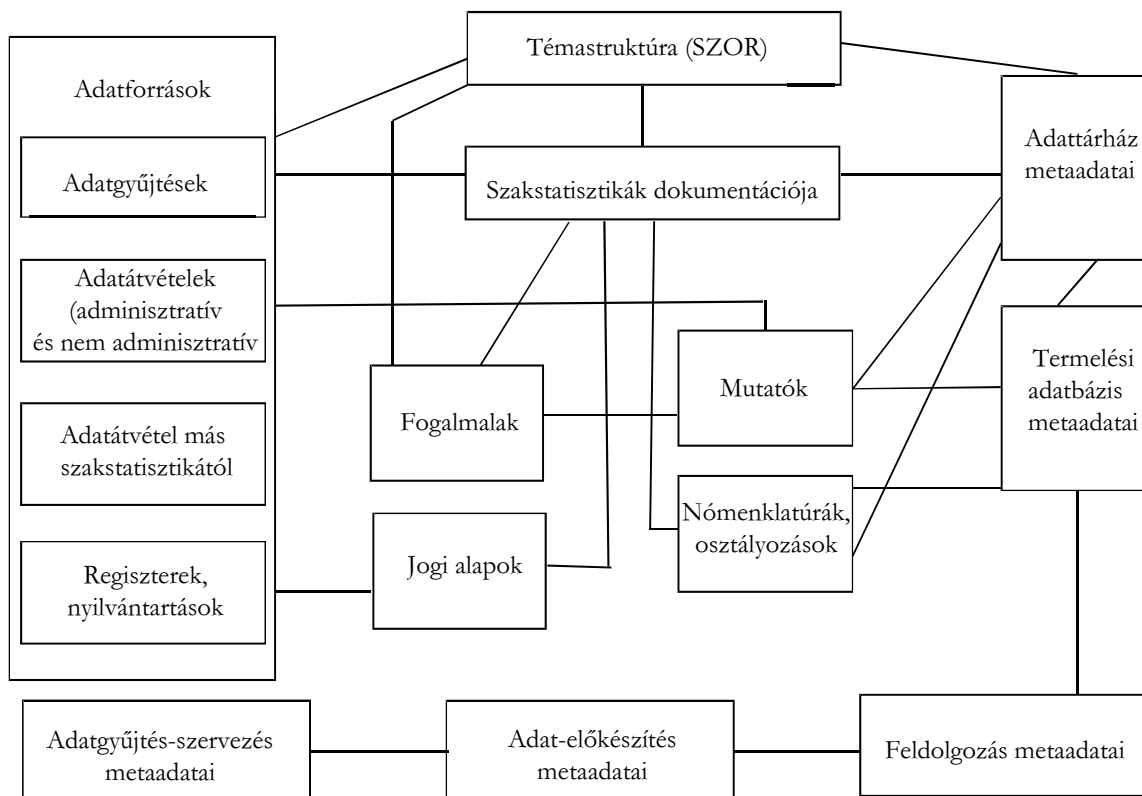 Témastruktúra (SZOR)
Adatforrások
Adatgyűjtések
Szakstatisztikák dokumentációja
Adattárház
metaadatai
Adatátvételek
(adminisztratív
és nem adminisztratív
Mutatók
Termelési
adatbázis
metaadatai
Fogalmalak
Adatátvétel más
szakstatisztikától
Nómenklatúrák,
osztályozások
Jogi alapok
Regiszterek,
nyilvántartások
Adatgyűjtés-szervezés
metaadatai
Adat-előkészítés
metaadatai
Feldolgozás metaadatai